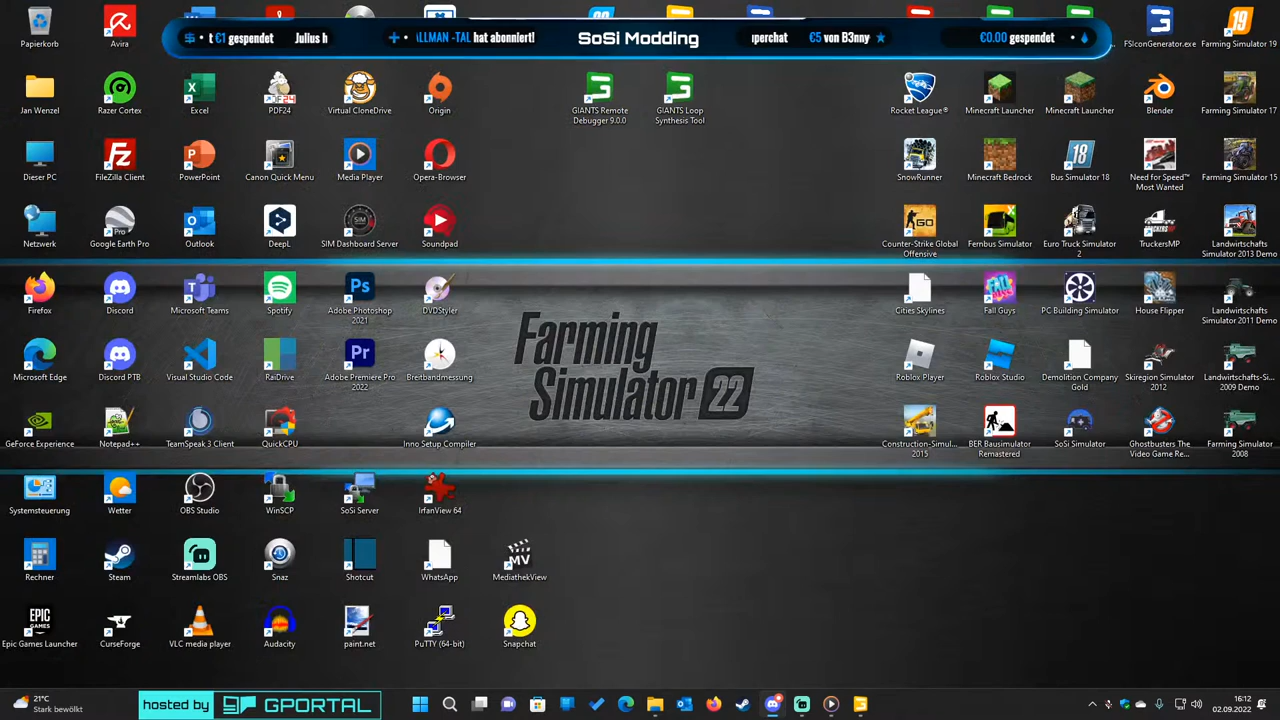 $ • t €1 gespendet Julius h + ALLMAN -TAL hat abonniert! SoSi Modding uperchat €5 von B3nny ★ €0.00 gespendet •
Papierkorb Avira FSIconGenerator.exe Farming Simulator 19
Jan Wenzel Razer Cortex Excel PDF24 Virtual CloneDrive Origin GIANTS Remote GIANTS Loop Rocket League® Minecraft Launcher Minecraft Launcher Blender Farming Simulator 17
Debugger 9.0.0 Synthesis Tool
Dieser PC FileZilla Client PowerPoint Canon Quick Menu Media Player Opera-Browser SnowRunner Minecraft Bedrock Bus Simulator 18 Need for Speed™ Farming Simulator 15
Most Wanted
Netzwerk Google Earth Pro Outlook DeepL SIM Dashboard Server Soundpad Counter-Strike Global Fernbus Simulator Euro Truck Simulator TruckersMP Landwirtschafts
Offensive 2 Simulator 2013 Demo
Firefox Discord Microsoft Teams Spotify Adobe Photoshop DVDStyler Cities Skylines Fall Guys PC Building Simulator House Flipper Landwirtschafts
2021 Simulator 2011 Demo
Farming
Simulator 22
Microsoft Edge Discord PTB Visual Studio Code RaiDrive Adobe Premiere Pro Breitbandmessung Roblox Player Roblox Studio Demolition Company Skiregion Simulator Landwirtschafts-Si...
2022 Gold 2012 2009 Demo
GeForce Experience Notepad++ TeamSpeak 3 Client QuickCPU Inno Setup Compiler Construction-Simul... BER Bausimulator SoSi Simulator Ghostbusters The Farming Simulator
2015 Remastered Video Game Re... 2008
Systemsteuerung Wetter OBS Studio WinSCP SoSi Server IrfanView 64
Rechner Steam Streamlabs OBS Snaz Shotcut WhatsApp MediathekView
Epic Games Launcher CurseForge VLC media player Audacity paint.net PuTTY (64-bit) Snapchat
21°C
Stark bewölkt
hosted by GPORTAL
16:12
02.09.2022